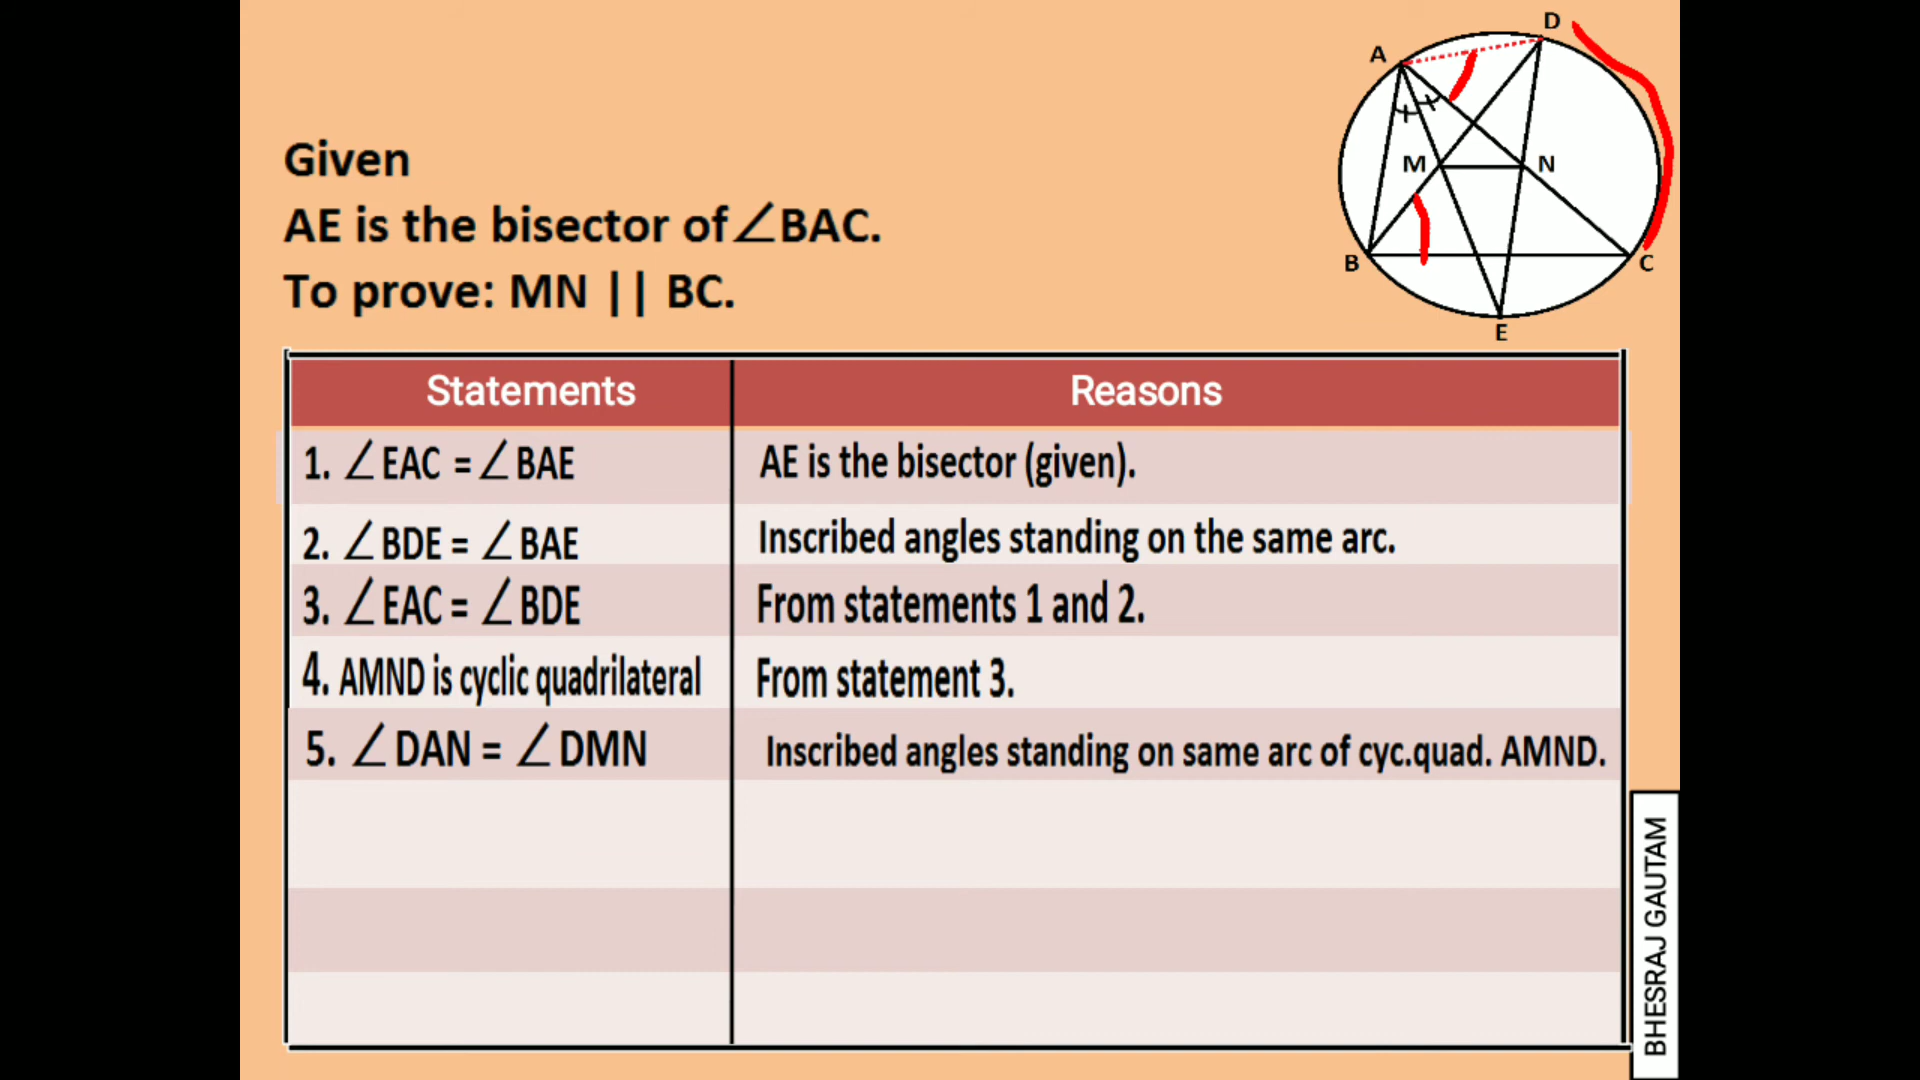 D
A
M
N
B
C
E
Given
AE is the bisector of∠BAC.
To prove: MN || BC.
Statements
Reasons
1. ∠EAC =∠BAE
AE is the bisector (given).
2. ∠BDE = ∠BAE
Inscribed angles standing on the same arc.
3. ∠EAC = ∠BDE
From statements 1 and 2.
4. AMND is cyclic quadrilateral
From statement 3.
5. ∠DAN = ∠DMN
Inscribed angles standing on same arc of cyc.quad. AMND.
BHESRAJ GAUTAM